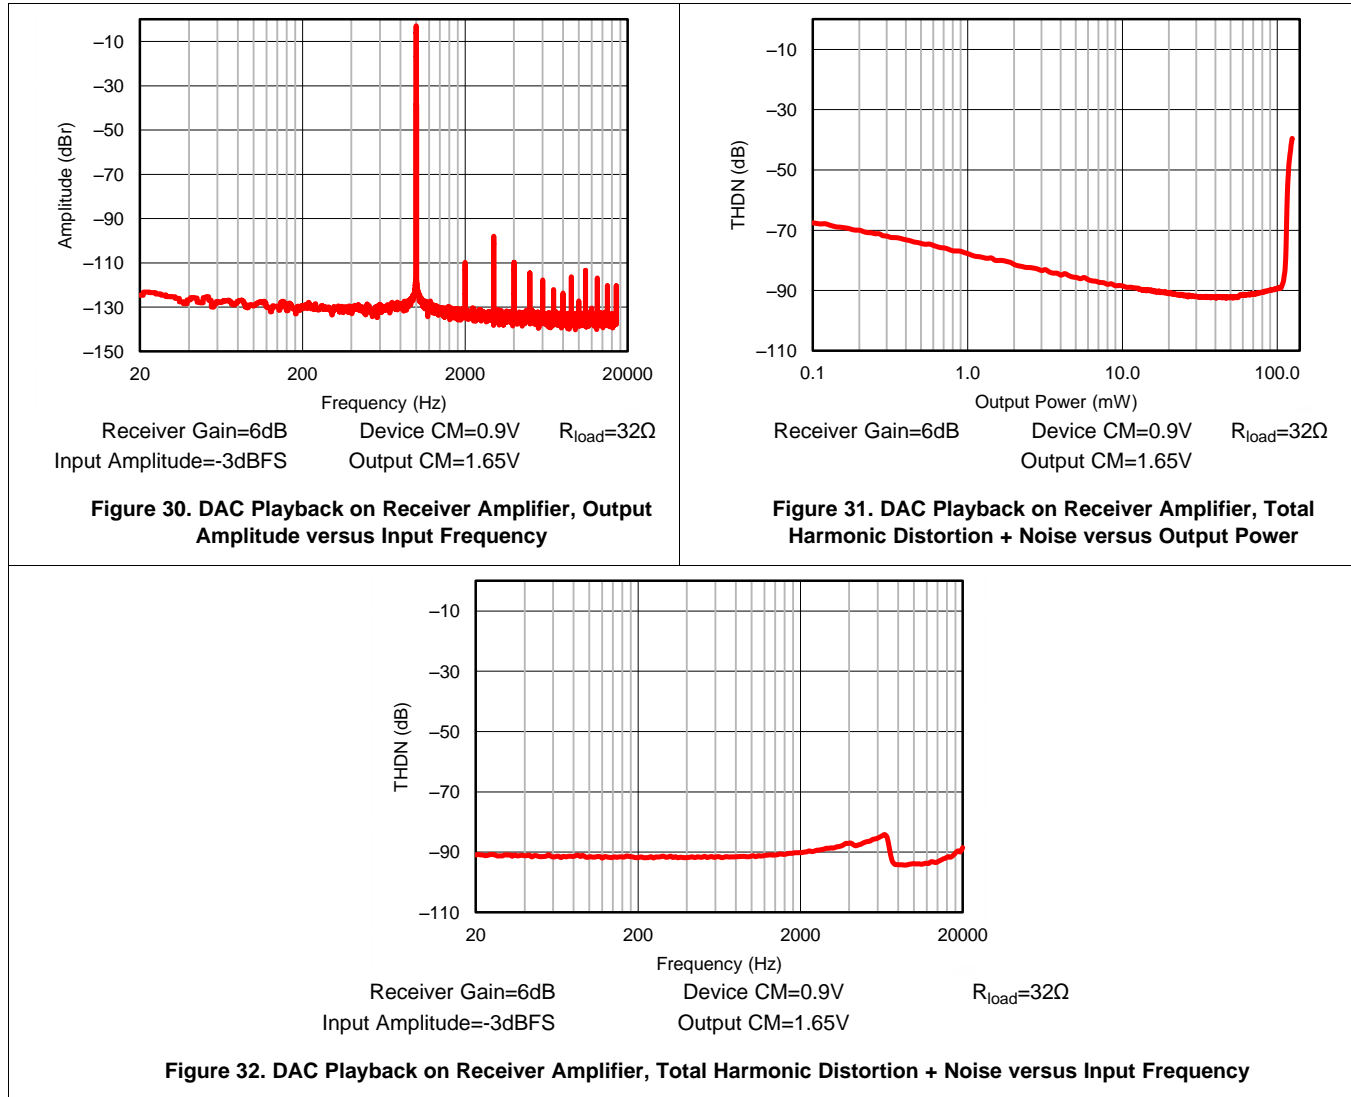 –10
–30
–50
–70
–90
–110
–130
–150
Amplitude (dBr)
20 200 2000 20000
Frequency (Hz)
Receiver Gain=6dB Device CM=0.9V Rload=32Ω
Input Amplitude=-3dBFS Output CM=1.65V
Figure 30. DAC Playback on Receiver Amplifier, Output
Amplitude versus Input Frequency
–10
–30
–50
–70
–90
–110
THDN (dB)
0.1 1.0 10.0 100.0
Output Power (mW)
Receiver Gain=6dB Device CM=0.9V Rload=32Ω
Output CM=1.65V
Figure 31. DAC Playback on Receiver Amplifier, Total
Harmonic Distortion + Noise versus Output Power
–10
–30
–50
–70
–90
–110
THDN (dB)
20 200 2000 20000
Frequency (Hz)
Receiver Gain=6dB Device CM=0.9V Rload=32Ω
Input Amplitude=-3dBFS Output CM=1.65V
Figure 32. DAC Playback on Receiver Amplifier, Total Harmonic Distortion + Noise versus Input Frequency